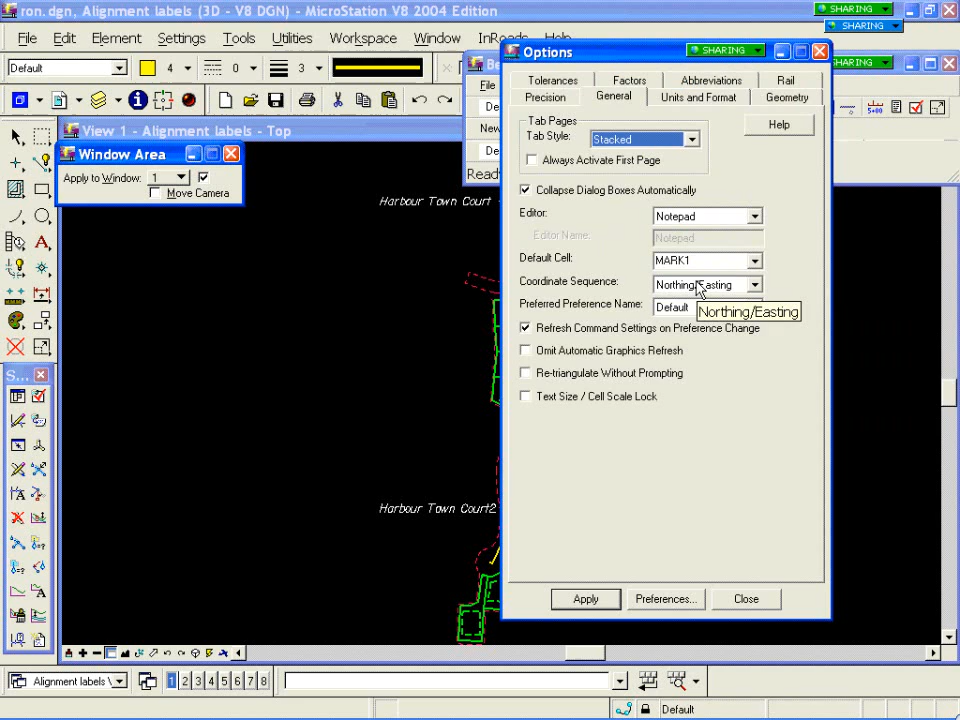 ron.dgn, Alignment labels (3D - V8 DGN) - MicroStation V8 2004 Edition
SHARING
SHARING
File Edit Element Settings Tools Utilities Workspace Window InRoads Help
Default 4 0 3
Be
SHARING
File
De
New
De
Ready
View 1 - Alignment labels - Top
Window Area
Apply to Window: 1
Move Camera
Harbour Town Court
Harbour Town Court2
S...
Options SHARING
Tolerances Factors Abbreviations Rail
Precision General Units and Format Geometry
Tab Pages
Tab Style: Stacked
Help
Always Activate First Page
Collapse Dialog Boxes Automatically
Editor: Notepad
Editor Name: Notepad
Default Cell: MARK1
Coordinate Sequence: Northing/Easting
Preferred Preference Name: Default
Northing/Easting
Refresh Command Settings on Preference Change
Omit Automatic Graphics Refresh
Re-triangulate Without Prompting
Text Size / Cell Scale Lock
Apply Preferences... Close
Alignment labels \ 1 2 3 4 5 6 7 8
Default